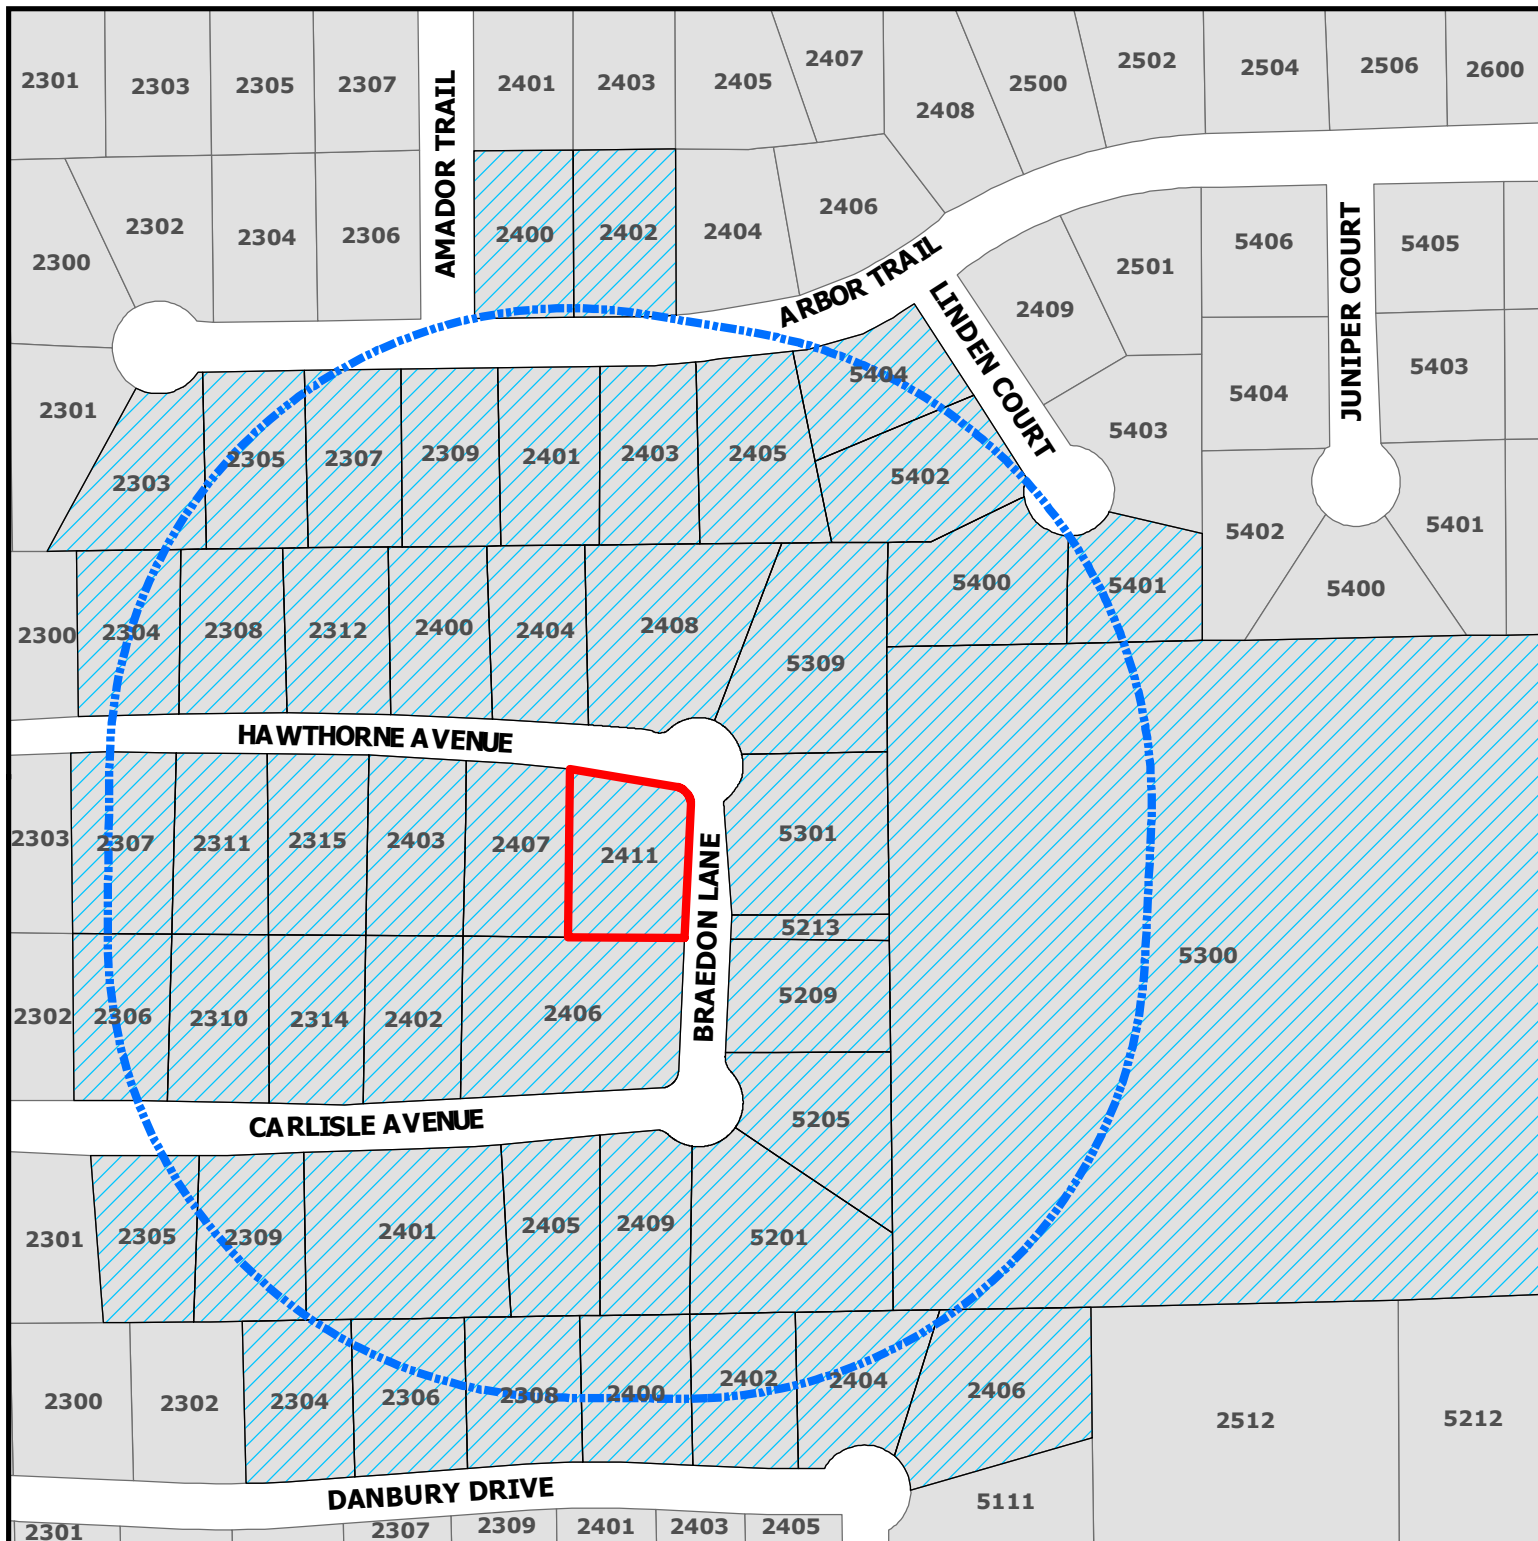 2301 2303 2305 2307 2401 2403 2405 2407 2408 2500 2502 2504 2506 2600
AMADOR TRAIL
2300 2302 2304 2306 2400 2402 2404 2406
ARBOR TRAIL
LINDEN COURT
2409 2501 5406 5405
JUNIPER COURT
5404 5403
2301 2303 2305 2307 2309 2401 2403 2405 5404
5402 5403 5402 5401
5400 5401 5400
2300 2304 2308 2312 2400 2404 2408 5309
HAWTHORNE AVENUE
2303 2307 2311 2315 2403 2407 2411 5301
BRAEDON LANE
5213
5300
5209
2302 2306 2310 2314 2402 2406
CARLISLE AVENUE
5205
2301 2305 2309 2401 2405 2409 5201
2300 2302 2304 2306 2308 2400 2402 2404 2406 2512 5212
DANBURY DRIVE
5111
2301 2307 2309 2401 2403 2405